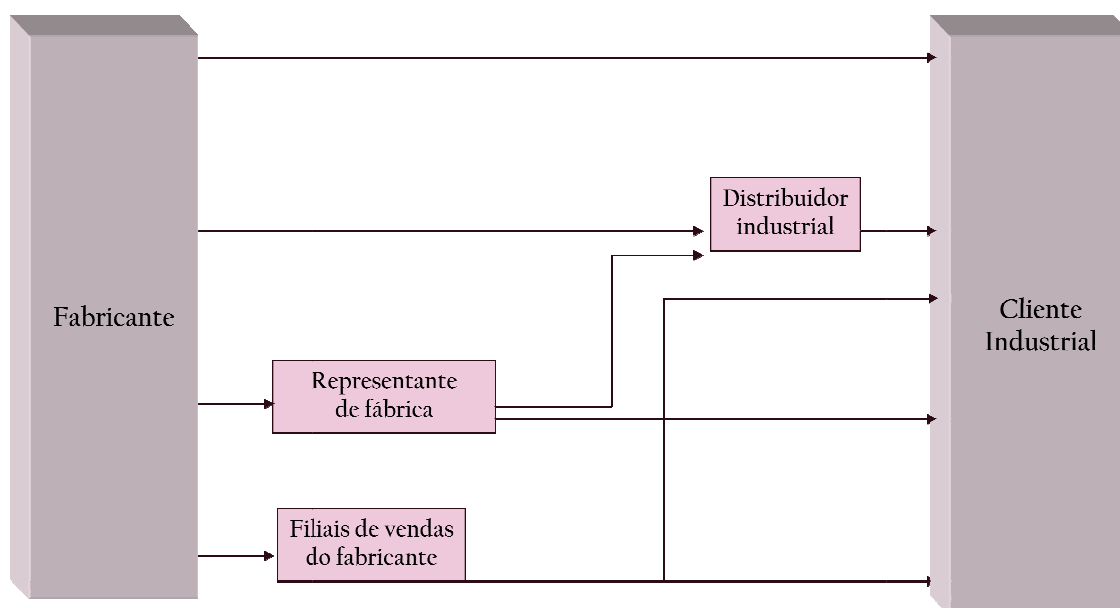 Distribuidor
industrial
Fabricante
Cliente
Industrial
Representante
de fábrica
Filiais de vendas
do fabricante